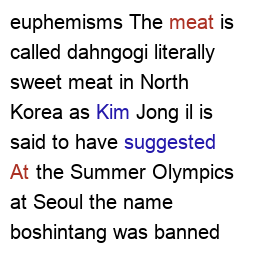 euphemisms The meat is
called dahngogi literally
sweet meat in North
Korea as Kim Jong il is
said to have suggested
At the Summer Olympics
at Seoul the name
boshintang was banned